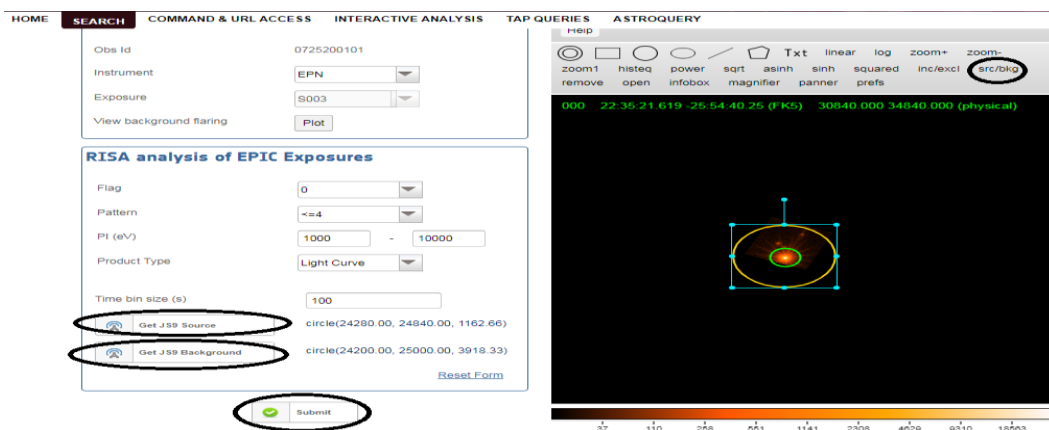 HOME SEARCH COMMAND & URL ACCESS INTERACTIVE ANALYSIS TAP QUERIES ASTROQUERY
Obs Id 0725200101
Instrument EPN
Exposure S003
View background flaring Plot
RISA analysis of EPIC Exposures
Flag 0
Pattern <=4
PI (eV) 1000 - 10000
Product Type Light Curve
Time bin size (s) 100
Get JS9 Source circle(24280.00, 24840.00, 1162.66)
Get JS9 Background circle(24200.00, 25000.00, 3918.33)
Reset Form
Submit
Help
Txt linear log zoom+ zoom-
zoom1 histeq power sqrt asinh sinh squared inc/excl src/bkg
remove open infobox magnifier panner prefs
000 22:35:21.619 -25:54:40.25 (FK5) 30840.000 34840.000 (physical)
37 110 258 551 1141 2308 4629 9310 18563